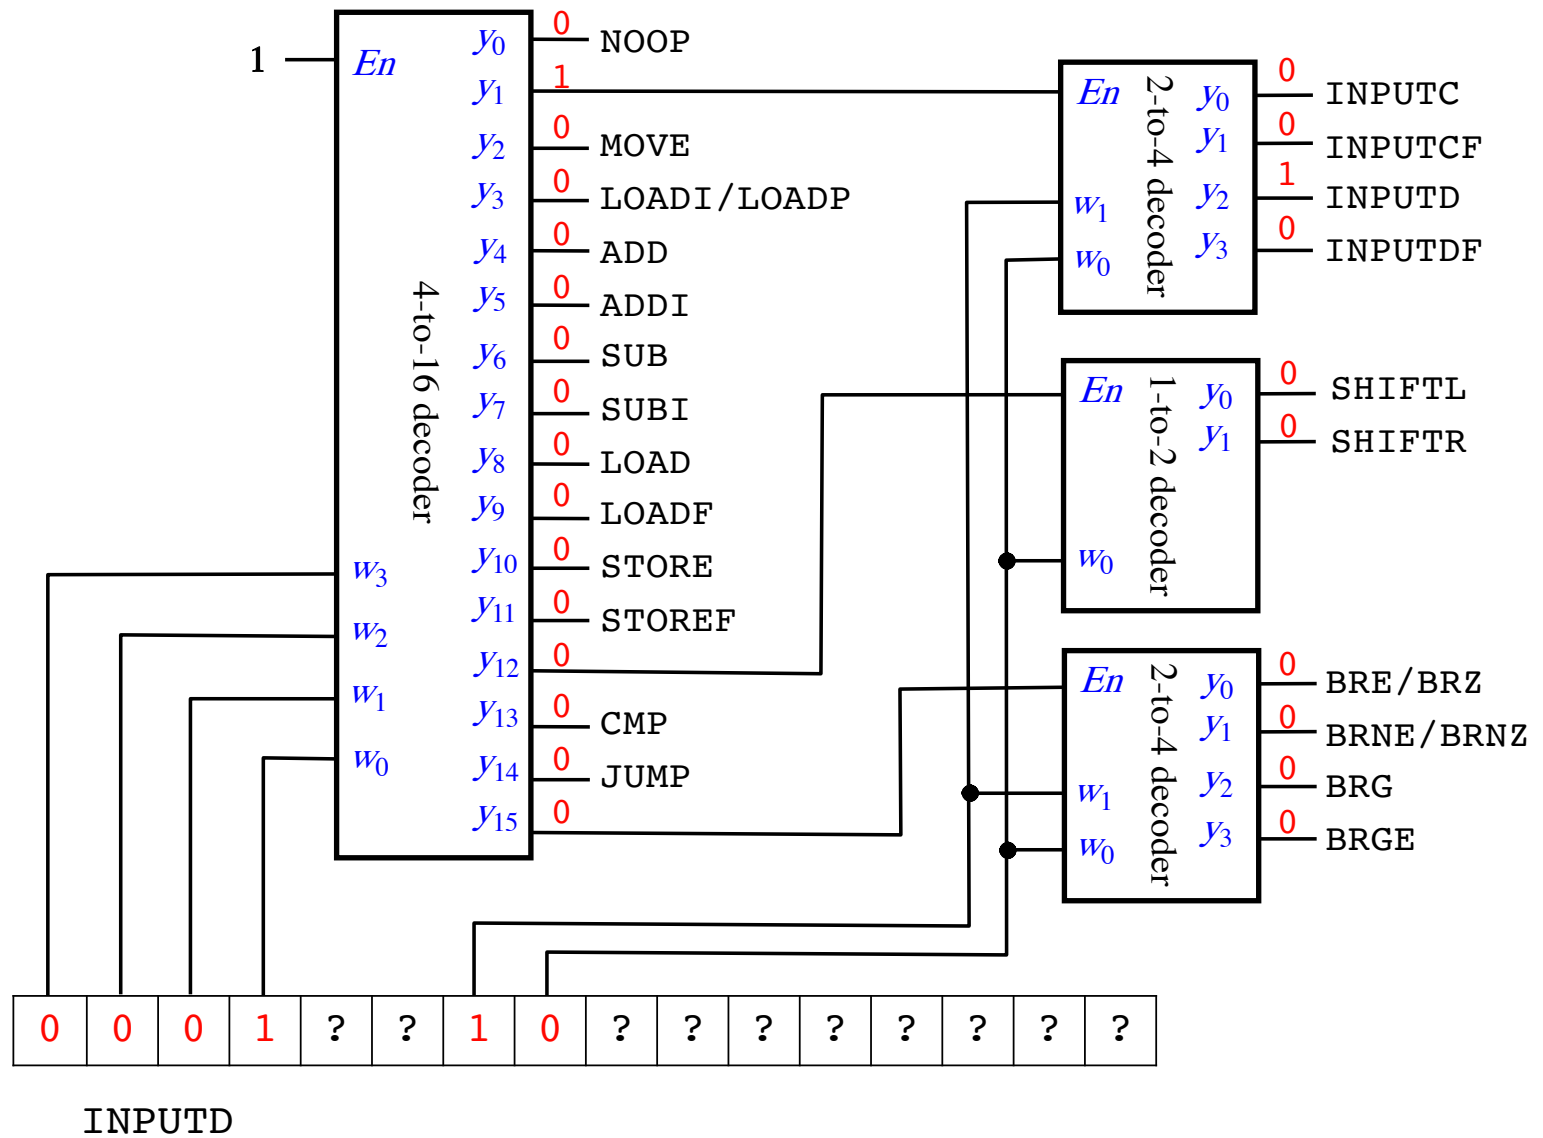 1
En
y0 0 NOOP
y1 1
y2 0 MOVE
y3 0 LOADI/LOADP
y4 0 ADD
y5 0 ADDI
y6 0 SUB
y7 0 SUBI
y8 0 LOAD
y9 0 LOADF
y10 0 STORE
y11 0 STOREF
y12 0
y13 0 CMP
y14 0 JUMP
y15 0
4-to-16 decoder
w3
w2
w1
w0
En
w1
w0
2-to-4 decoder
y0 0 INPUTC
y1 0 INPUTCF
y2 1 INPUTD
y3 0 INPUTDF
En
w0
1-to-2 decoder
y0 0 SHIFTL
y1 0 SHIFTR
En
w1
w0
2-to-4 decoder
y0 0 BRE/BRZ
y1 0 BRNE/BRNZ
y2 0 BRG
y3 0 BRGE
0 0 0 1 ? ? 1 0 ? ? ? ? ? ? ? ?
INPUTD